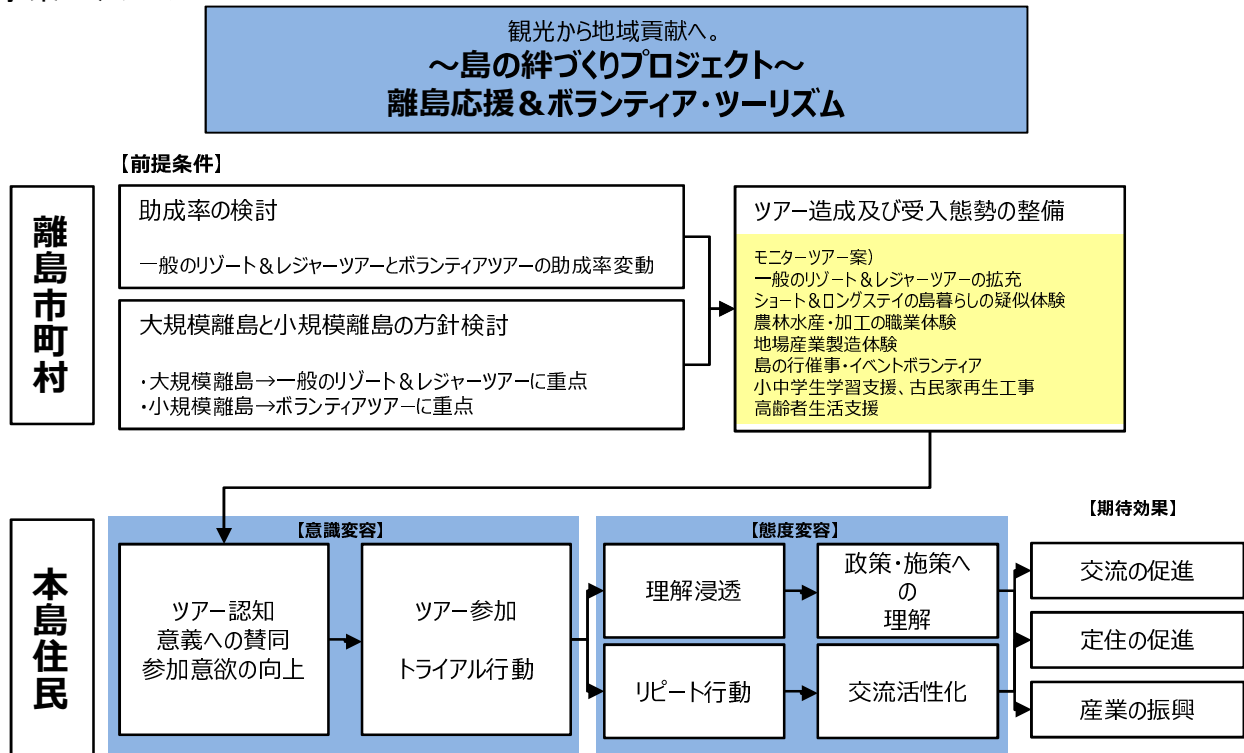 観光から地域貢献へ。
～島の絆づくりプロジェクト～
離島応援＆ボランティア・ツーリズム
【前提条件】
離島市町村
助成率の検討
一般のリゾート＆レジャーツアーとボランティアツアーの助成率変動
大規模離島と小規模離島の方針検討
・大規模離島→一般のリゾート＆レジャーツアーに重点
・小規模離島→ボランティアツアーに重点
ツアー造成及び受入態勢の整備
モニターツアー案）
一般のリゾート＆レジャーツアーの拡充
ショート＆ロングステイの島暮らしの疑似体験
農林水産・加工の職業体験
地場産業製造体験
島の行催事・イベントボランティア
小中学生学習支援、古民家再生工事
高齢者生活支援
本島住民
【意識変容】
ツアー認知
意義への賛同
参加意欲の向上
ツアー参加
トライアル行動
【態度変容】
理解浸透
政策・施策へ
の
理解
リピート行動
交流活性化
【期待効果】
交流の促進
定住の促進
産業の振興